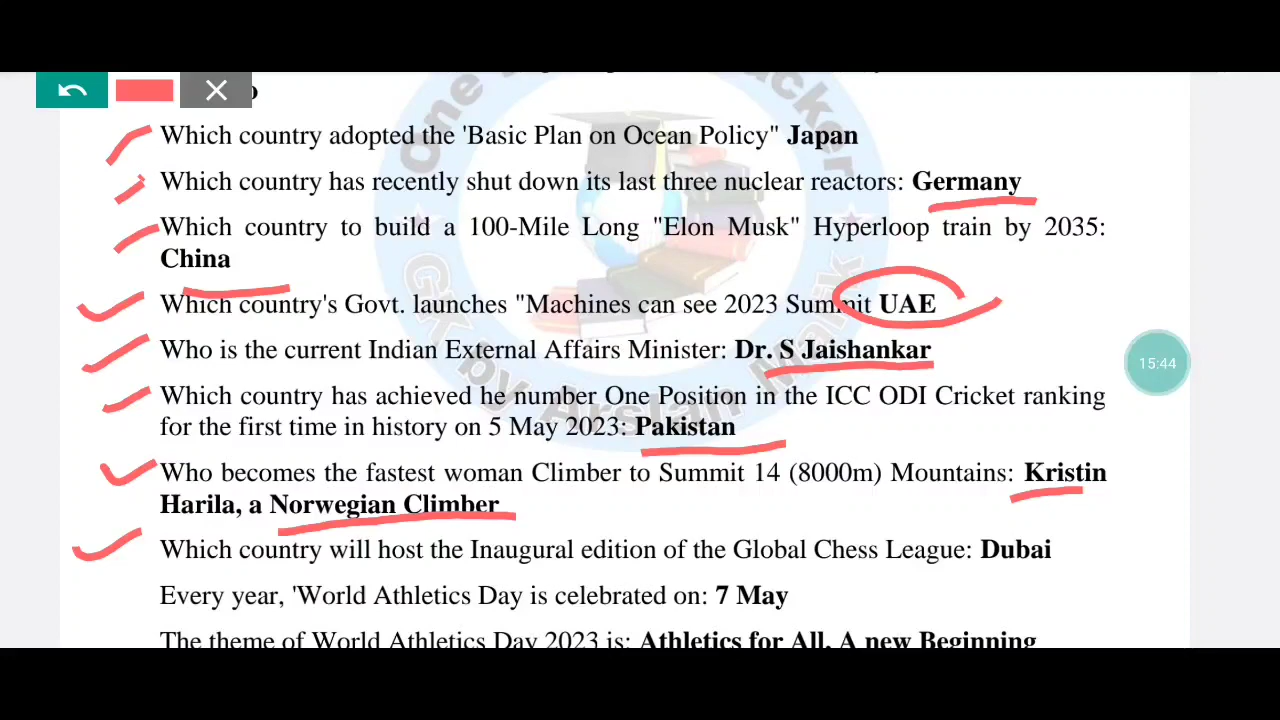 Which country adopted the 'Basic Plan on Ocean Policy" Japan
Which country has recently shut down its last three nuclear reactors: Germany
Which country to build a 100-Mile Long "Elon Musk" Hyperloop train by 2035:
China
Which country's Govt. launches "Machines can see 2023 Summit UAE
Who is the current Indian External Affairs Minister: Dr. S Jaishankar
15:44
Which country has achieved he number One Position in the ICC ODI Cricket ranking
for the first time in history on 5 May 2023: Pakistan
Who becomes the fastest woman Climber to Summit 14 (8000m) Mountains: Kristin
Harila, a Norwegian Climber
Which country will host the Inaugural edition of the Global Chess League: Dubai
Every year, 'World Athletics Day is celebrated on: 7 May
The theme of World Athletics Day 2023 is: Athletics for All, A new Beginning
GK by Arslan Malik